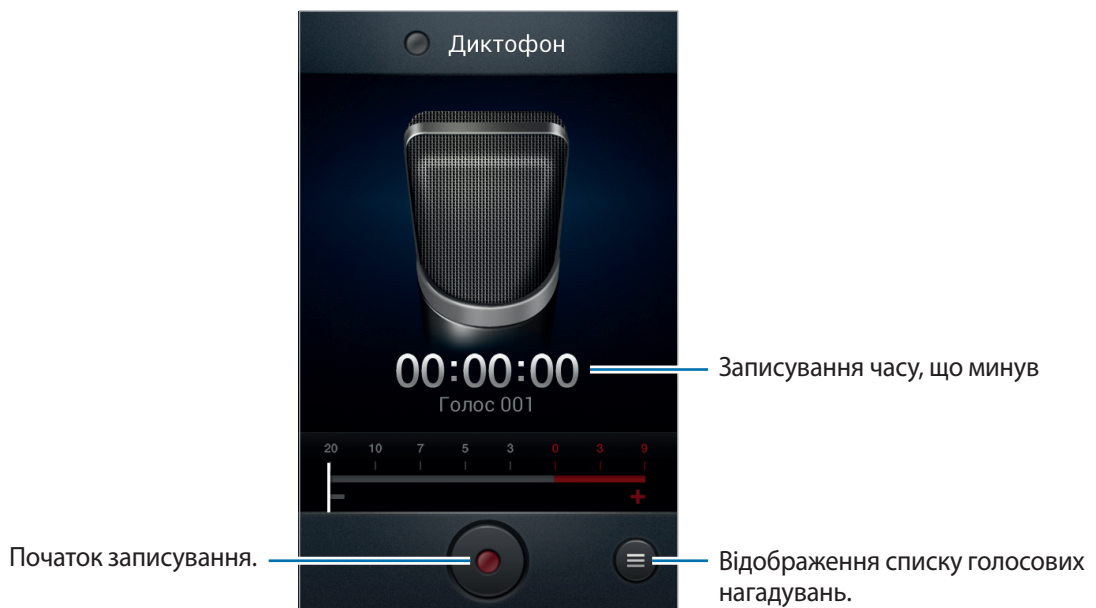 Диктофон
00:00:00
Записування часу, що минув
Голос 001
20 10 7 5 3 0 3 9
− +
Початок записування.
Відображення списку голосових
нагадувань.